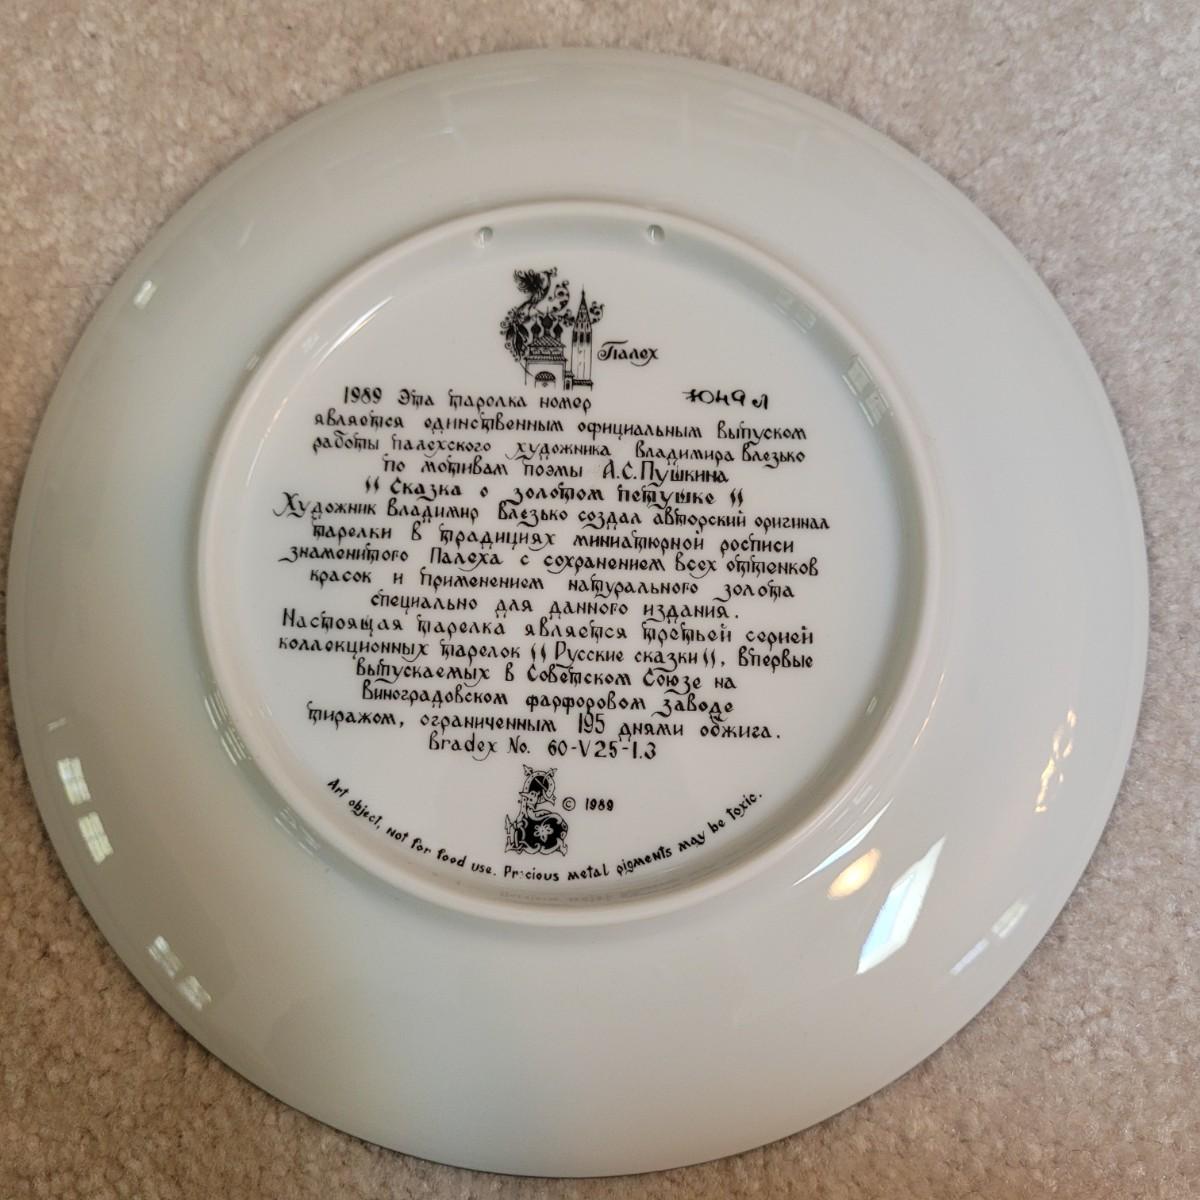 Палех
1989 Эта тарелка номер 7049 л
является единственным официальным выпуском
работы палехского художника Владимира Влезько
по мотивам поэмы А.С.Пушкина
"Сказка о золотом петушке"
Художник Владимир Влезько создал авторский оригинал
тарелки в традициях миниатюрной росписи
знаменитого Палеха с сохранением всех оттенков
красок и применением натурального золота
специально для данного издания.
Настоящая тарелка является третьей серией
коллекционных тарелок "Русские сказки", впервые
выпускаемых в Советском Союзе на
Виноградовском фарфоровом заводе
тиражом, ограниченным 195 днями обжига.
Bradex No. 60-V25-1.3
© 1989
Art object, not for food use. Precious metal pigments may be toxic.